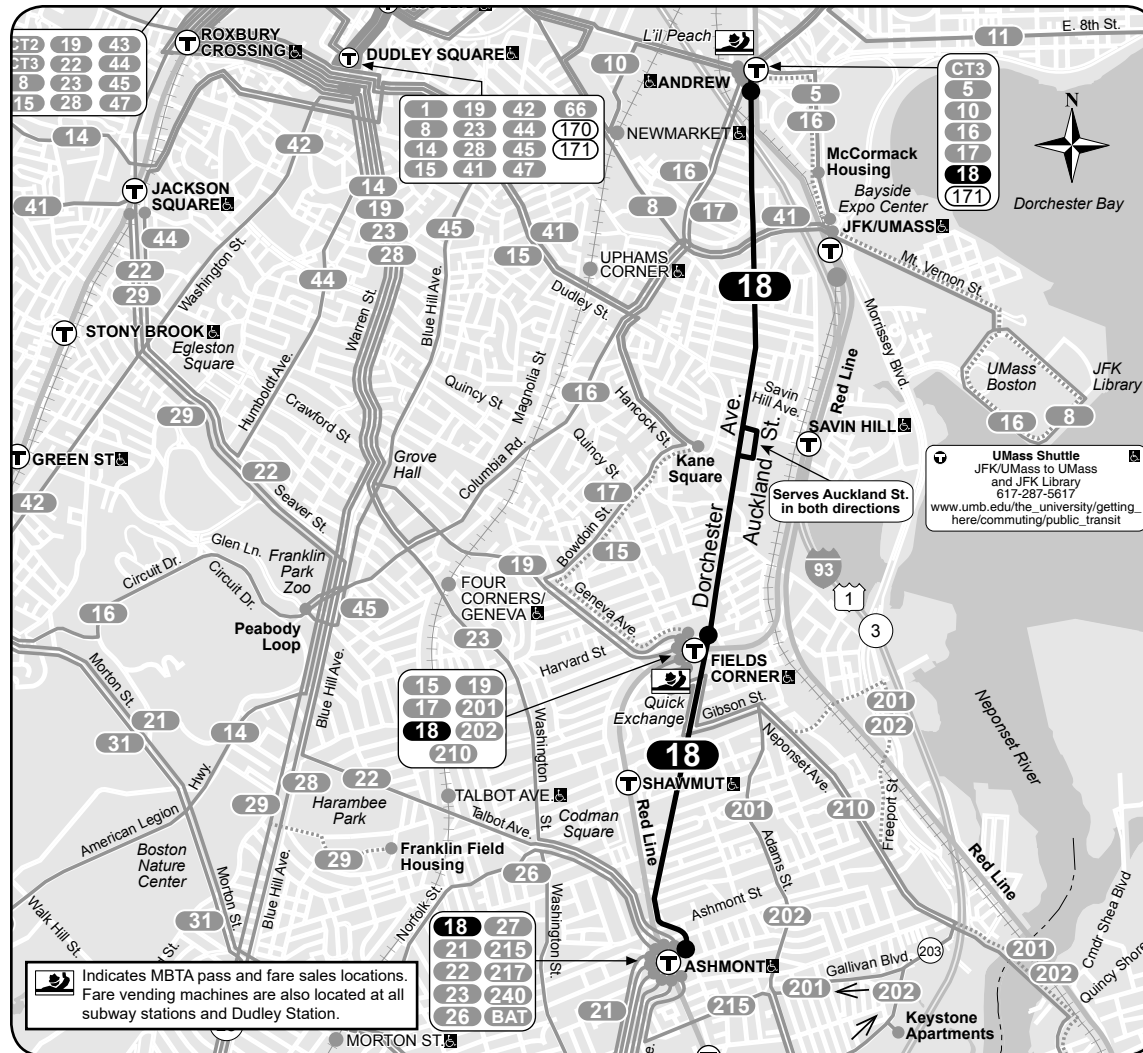 ROXBURY
CROSSING
DUDLEY SQUARE
CT2 19 43
CT3 22 44
8 23 45
15 28 47
1 19 42 66
8 23 44 170
14 28 45 171
15 41 47
L'il Peach
ANDREW
10
11
E. 8th St.
5
16
CT3
5
10
16
17
18
171
N
Dorchester Bay
NEWMARKET
McCormack
Housing
Bayside
Expo Center
JFK/UMASS
14
42
JACKSON
SQUARE
41
44
22
29
14
19
23
28
45
41
15
16
8
17
41
UPHAMS
CORNER
18
Mt. Vernon St.
Washington St.
44
Blue Hill Ave.
Warren St.
Dudley St.
Morrissey Blvd.
STONY BROOK
Egleston
Square
Humboldt Ave.
Crawford St
Quincy St
Magnolia St
16
Hancock St.
Savin
Hill Ave.
Red Line
UMass
Boston
JFK
Library
16
8
29
SAVIN HILL
GREEN ST
42
22
Seaver St.
Grove
Hall
Columbia Rd.
Quincy St
Kane
Square
Dorchester Ave.
Auckland St.
Serves Auckland St.
in both directions
UMass Shuttle
JFK/UMass to UMass
and JFK Library
617-287-5617
www.umb.edu/the_university/getting_
here/commuting/public_transit
17
Bowdoin St.
15
19
Glen Ln.
Franklin
Park
Zoo
Circuit Dr.
Circuit Dr.
16
Peabody
Loop
45
FOUR
CORNERS/
GENEVA
23
Geneva Ave.
Harvard St
93
1
3
FIELDS
CORNER
Quick
Exchange
Gibson St.
201
202
Neponset River
Morton St.
21
31
14
Blue Hill Ave.
15 19
17 201
18 202
210
Washington St.
18
Neponset Ave.
SHAWMUT
Hwy.
American Legion
28
22
29
Harambee
Park
TALBOT AVE.
Talbot Ave.
Codman
Square
Red Line
201
210
Freeport St
Adams St.
Red Line
Boston
Nature
Center
29
Franklin Field
Housing
26
Blue Hill Ave.
Morton St.
31
Walk Hill St.
Norfolk St.
Washington St.
18 27
21 215
22 217
23 240
26 BAT
Ashmont St
202
ASHMONT
Gallivan Blvd.
203
201
202
201
202
Cmdr Shea Blvd
Quincy Shore
21
215
Keystone
Apartments
MORTON ST.
Indicates MBTA pass and fare sales locations.
Fare vending machines are also located at all
subway stations and Dudley Station.